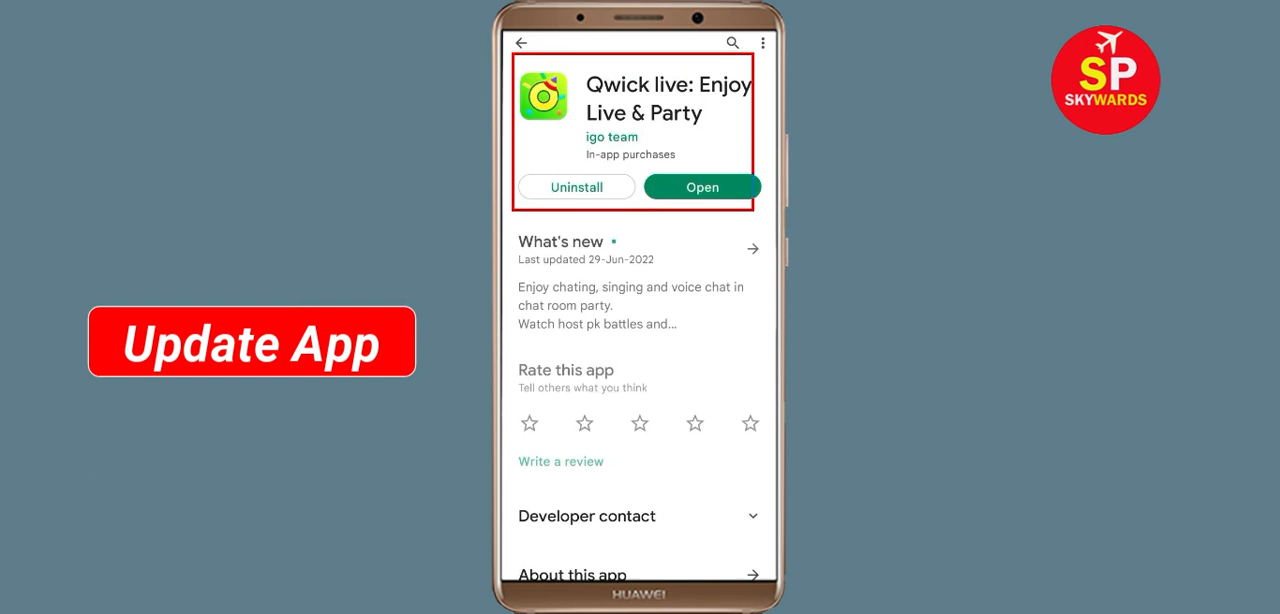 Qwick live: Enjoy
Live & Party
igo team
In-app purchases
Uninstall
Open
What's new
Last updated 29-Jun-2022
Enjoy chatting, singing and voice chat in
chat room party.
Watch host pk battles and...
Rate this app
Tell others what you think
Write a review
Developer contact
About this app
HUAWEI
Update App
SP
SKYWARDS